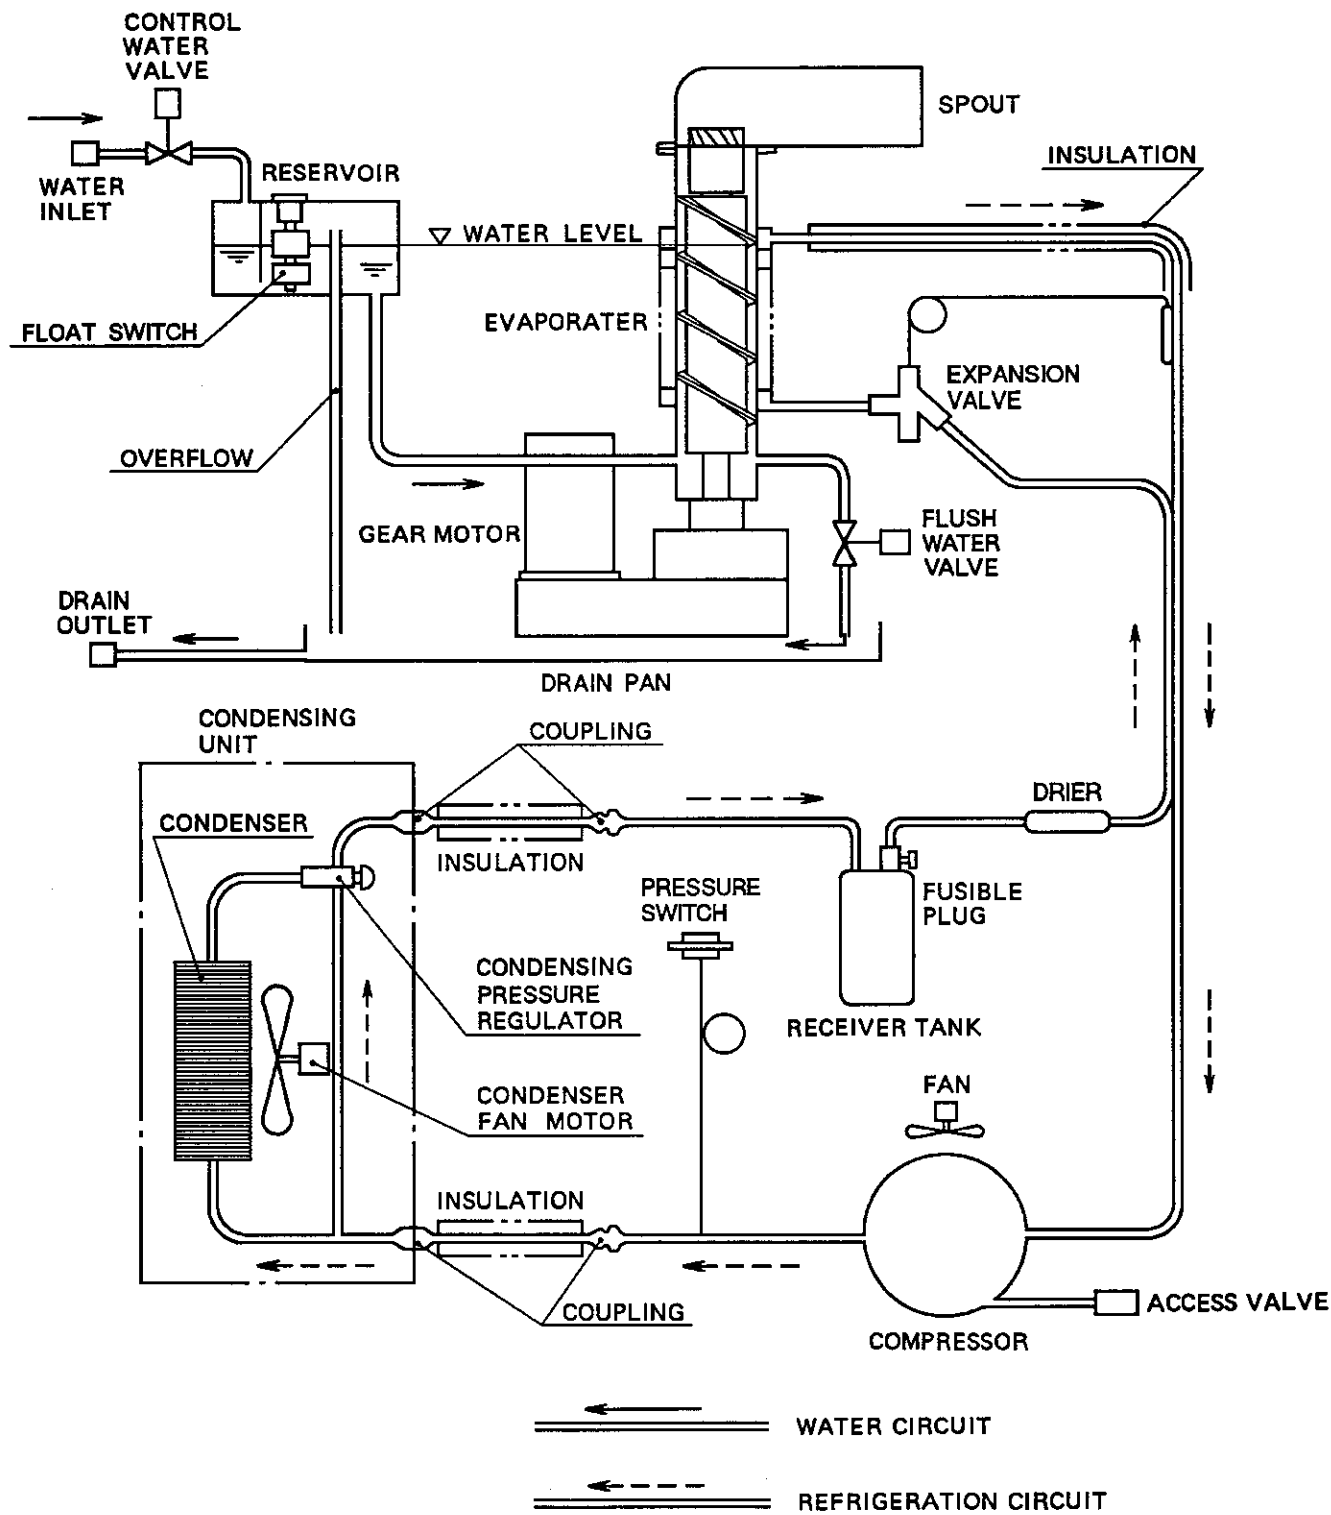 CONTROL
WATER
VALVE
SPOUT
INSULATION
RESERVOIR
WATER
INLET
WATER LEVEL
FLOAT SWITCH
EVAPORATER
EXPANSION
VALVE
OVERFLOW
GEAR MOTOR
FLUSH
WATER
VALVE
DRAIN
OUTLET
DRAIN PAN
CONDENSING
UNIT
COUPLING
DRIER
CONDENSER
INSULATION
PRESSURE
SWITCH
FUSIBLE
PLUG
CONDENSING
PRESSURE
REGULATOR
RECEIVER TANK
CONDENSER
FAN MOTOR
FAN
INSULATION
COUPLING
ACCESS VALVE
COMPRESSOR
WATER CIRCUIT
REFRIGERATION CIRCUIT